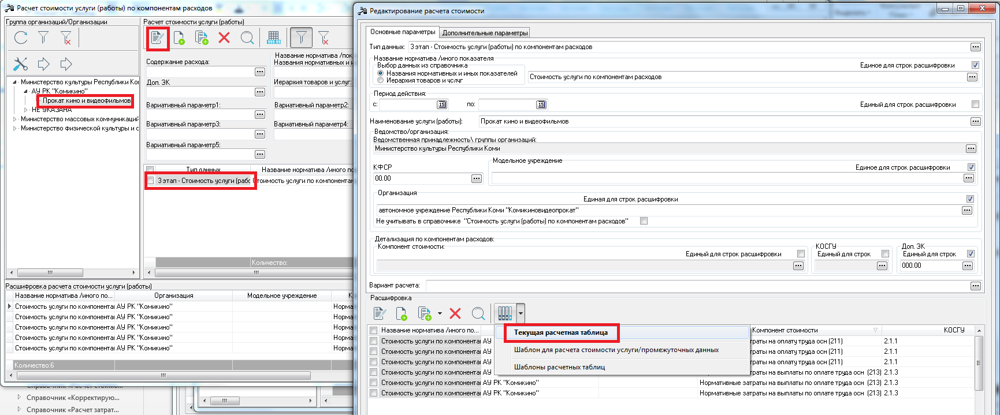 Расчет стоимости услуги (работы) по компонентам расходов
Группа организаций/Организации
Министерство культуры Республики Ко
АУ РК "Комикино"
Прокат кино и видеофильмов
НЕ УКАЗАНА
Министерство массовых коммуникаций
Министерство физической культуры и с
Расчет стоимости услуги (работы)
Содержание расхода:
Название норматива /пок
Названия нормативных и и
Доп. ЭК
Иерархия товаров и услуг:
Вариативный параметр1:
Вариативный параметр2:
Вариативный параметр3:
Вариативный параметр4:
Вариативный параметр5:
Тип данных
Название норматива /иного по
3 этап - Стоимость услуги (рабо
Стоимость услуги по компонентам
Количество:
Расшифровка расчета стоимости услуги (работы)
Название норматива /иного по...
Организация
Модельное учреждение
К
Стоимость услуги по компонента АУ РК "Комикино" Норма
Стоимость услуги по компонента АУ РК "Комикино" Норма
Стоимость услуги по компонента АУ РК "Комикино" Норма
Стоимость услуги по компонента АУ РК "Комикино" Норма
Стоимость услуги по компонента АУ РК "Комикино" Норма
Количество:6
Справочник «Корректирую...
Справочник «Расчет затрат...
Редактирование расчета стоимости
Основные параметры
Дополнительные параметры
Тип данных: 3 этап - Стоимость услуги (работы) по компонентам расходов
Название норматива /иного показателя
Выбор данных из справочника
Единое для строк расшифровки
Названия нормативных и иных показателей
Стоимость услуги по компонентам расходов
Иерархия товаров и услуг
Период действия:
с: 15 по: 15
Единый для строк расшифровки
Наименование услуги (работы): Прокат кино и видеофильмов
Ведомство/организация:
Ведомственная принадлежность\ группы организаций:
Министерство культуры Республики Коми
Модельное учреждение
КФСР
Единое для строк расшифровки
00.00
Организация
Единая для строк расшифровки
автономное учреждение Республики Коми "Комикиновидеопрокат"
Не учитывать в справочнике "Стоимость услуги (работы) по компонентам расходов"
Детализация по компонентам расходов:
Компонент стоимости:
КОСГУ
Доп. ЭК
Единый для строк расшифровки
Единый для строк
Единый для строк
000.00
Вариант расчета:
Расшифровка
Текущая расчетная таблица
Шаблон для расчета стоимости услуги/промежуточных данных
Шаблоны расчетных таблиц
Название норматива /иного по...
Компонент стоимости
КОСГУ
Стоимость услуги по компонента АУ раты на оплату труда осн (211) 2.1.1
Стоимость услуги по компонента АУ раты на оплату труда осн (211) 2.1.1
Стоимость услуги по компонента АУ раты на оплату труда осн (211) 2.1.1
Стоимость услуги по компонента АУ раты на выплаты по оплате труда осн (213) 2.1.3
Стоимость услуги по компонента АУ РК "Комикино" Нормативные затраты на выплаты по оплате труда осн (213) 2.1.3
Стоимость услуги по компонента АУ РК "Комикино" Нормативные затраты на выплаты по оплате труда осн (213) 2.1.3